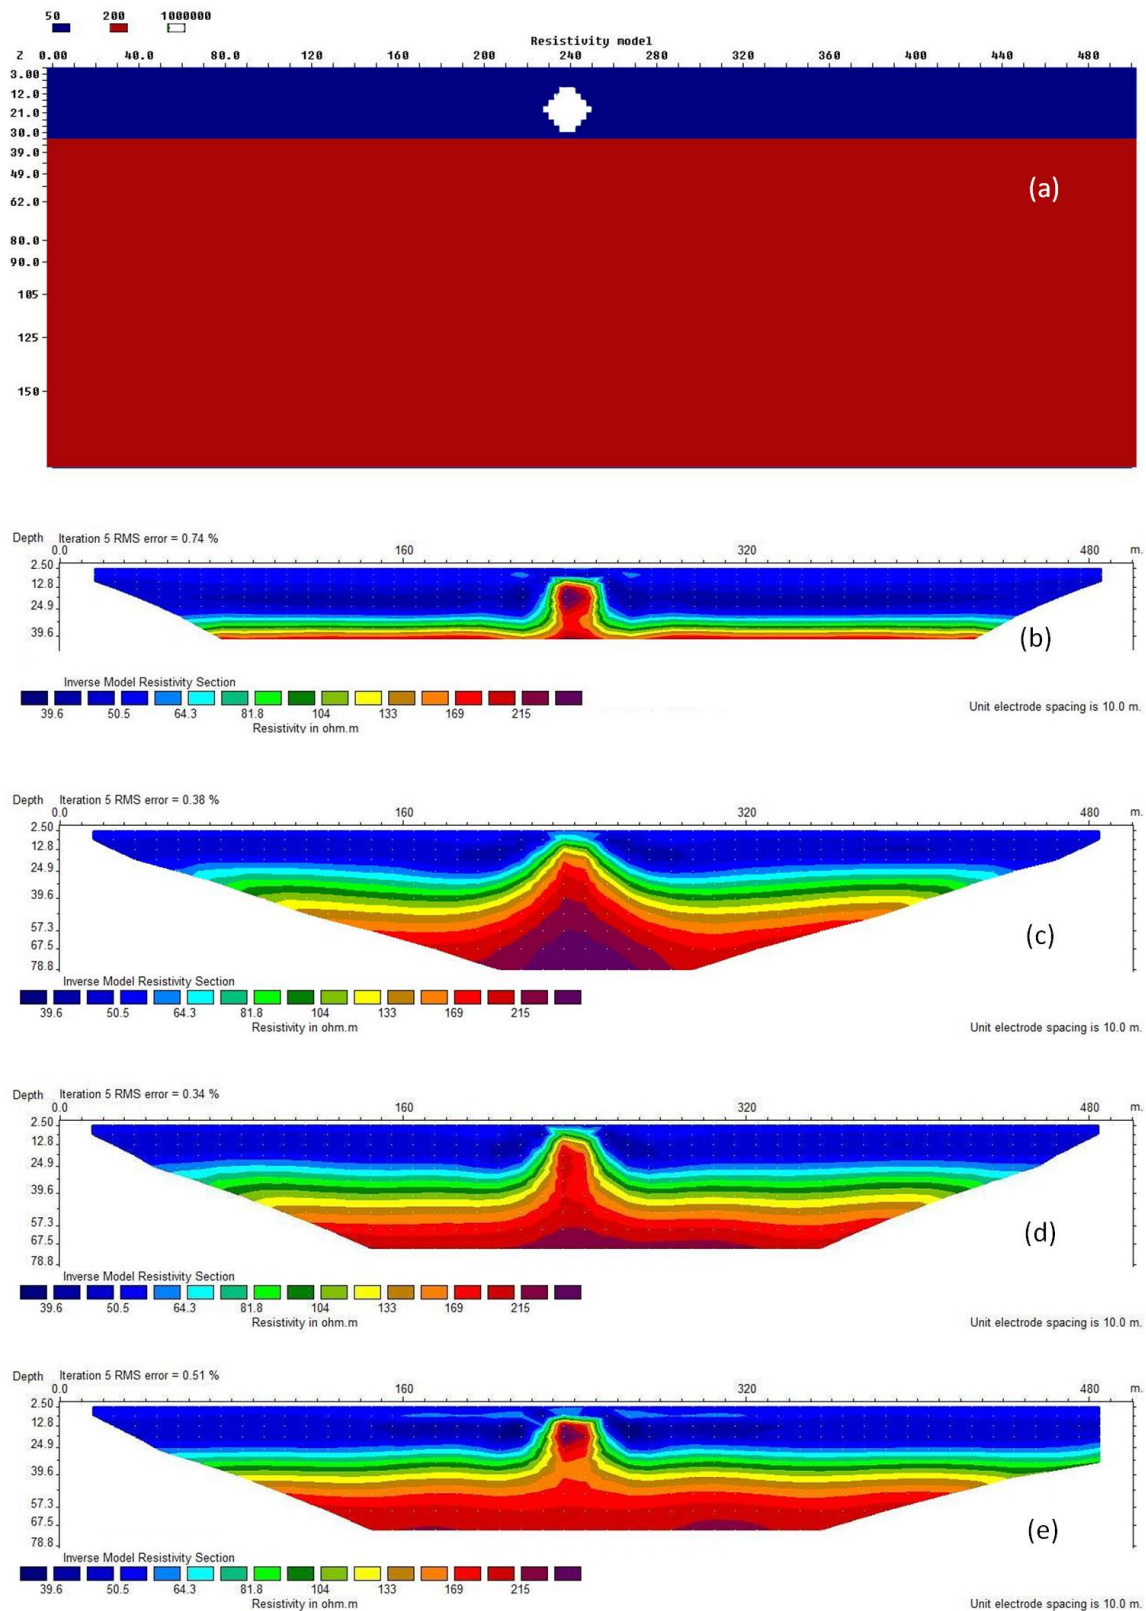 50 200 1000000
Resistivity model
Z 0.00 40.0 80.0 120 160 200 240 280 320 360 400 440 480
3.00
12.0
21.0
30.0
39.0
49.0
62.0
80.0
90.0
105
125
150
(a)
Depth Iteration 5 RMS error = 0.74 %
0.0 160 320 480 m.
2.50
12.8
24.9
39.6
(b)
Inverse Model Resistivity Section
39.6 50.5 64.3 81.8 104 133 169 215
Resistivity in ohm.m
Unit electrode spacing is 10.0 m.
Depth Iteration 5 RMS error = 0.38 %
0.0 160 320 480 m.
2.50
12.8
24.9
39.6
57.3
67.5
78.8
(c)
Inverse Model Resistivity Section
39.6 50.5 64.3 81.8 104 133 169 215
Resistivity in ohm.m
Unit electrode spacing is 10.0 m.
Depth Iteration 5 RMS error = 0.34 %
0.0 160 320 480 m.
2.50
12.8
24.9
39.6
57.3
67.5
78.8
(d)
Inverse Model Resistivity Section
39.6 50.5 64.3 81.8 104 133 169 215
Resistivity in ohm.m
Unit electrode spacing is 10.0 m.
Depth Iteration 5 RMS error = 0.51 %
0.0 160 320 480 m.
2.50
12.8
24.9
39.6
57.3
67.5
78.8
(e)
Inverse Model Resistivity Section
39.6 50.5 64.3 81.8 104 133 169 215
Resistivity in ohm.m
Unit electrode spacing is 10.0 m.